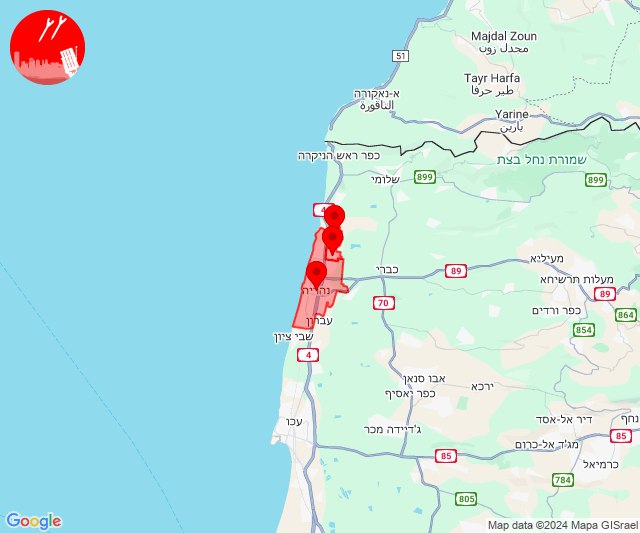 Majdal Zoun
مجدل زون
51
Tayr Harfa
طير حرفا
א-נאקורה
الناقورة
Yarine
يارين
כפר ראש הניקרה
שמורת נחל בצת
שלומי
899
899
4
מעיליא
כברי
89
מעלות תרשיחא
89
נהריה
70
כפר ורדים
864
עברון
854
שבי ציון
4
אבו סנאן
ירכא
כפר יאסיף
עכו
ג'דיידה מכר
דיר אל-אסד
נחף
85
מג'ד אל-כרום
85
כרמיאל
784
805
Google
Map data ©2024 Mapa GISrael